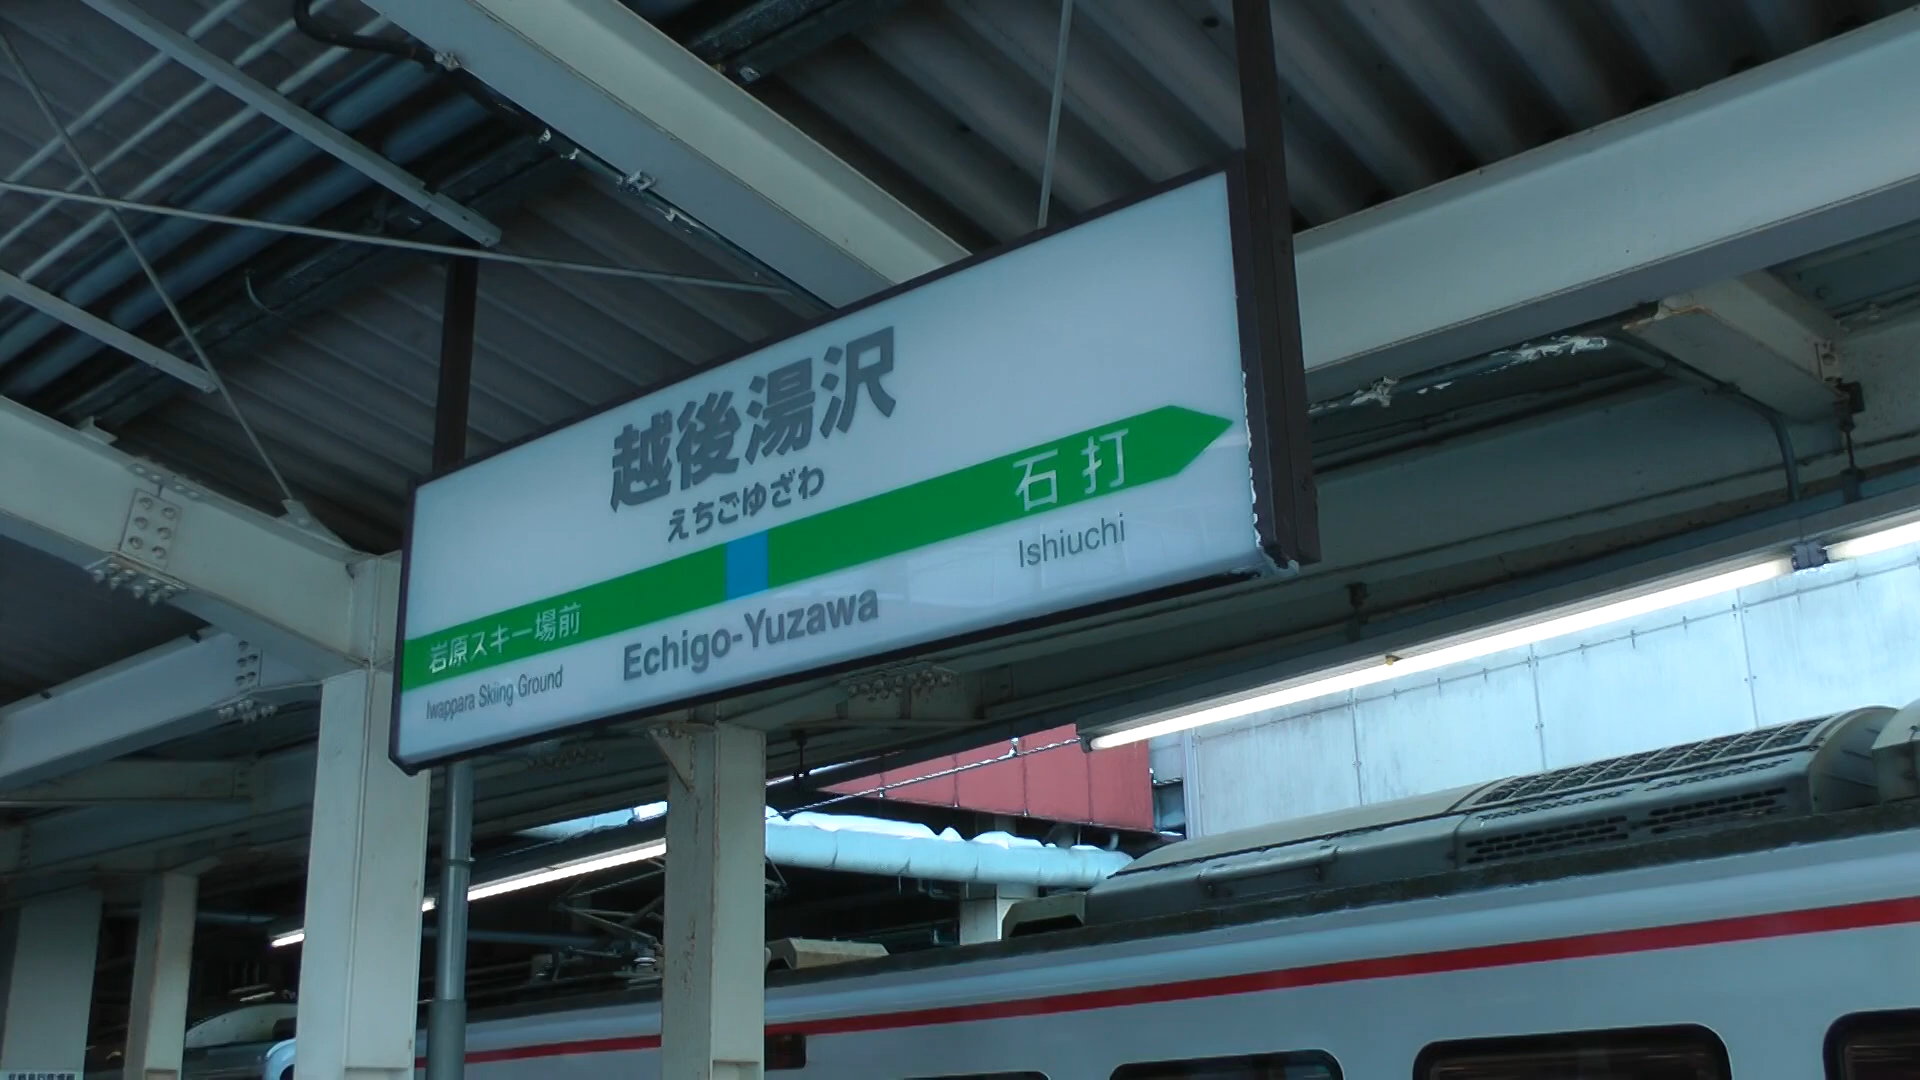 越後湯沢
えちごゆざわ
岩原スキー場前
石打
Iwappara Skiing Ground
Echigo-Yuzawa
Ishiuchi